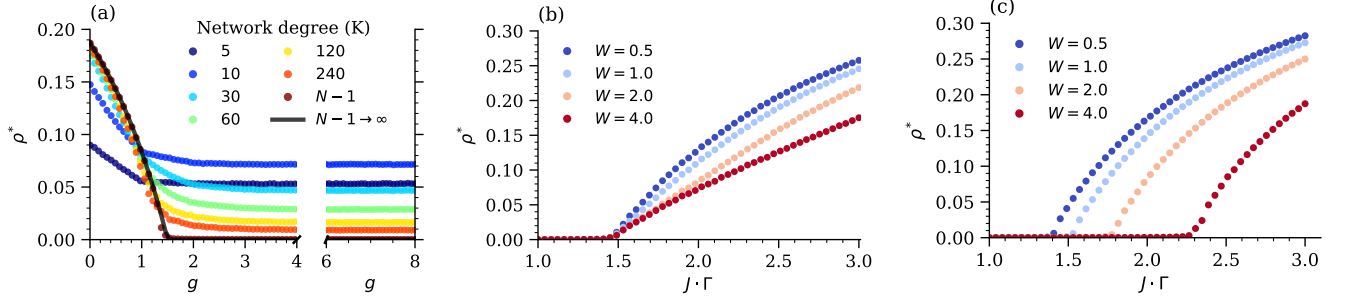 (a)
Network degree (K)
5
10
30
60
120
240
N − 1
N − 1 → ∞
0.20
0.15
0.10
0.05
0.00
ρ*
0 1 2 3 4 6 8
g g
(b)
W = 0.5
W = 1.0
W = 2.0
W = 4.0
0.30
0.25
0.20
0.15
0.10
0.05
0.00
ρ*
1.0 1.5 2.0 2.5 3.0
J · Γ
(c)
W = 0.5
W = 1.0
W = 2.0
W = 4.0
0.30
0.25
0.20
0.15
0.10
0.05
0.00
ρ*
1.0 1.5 2.0 2.5 3.0
J · Γ